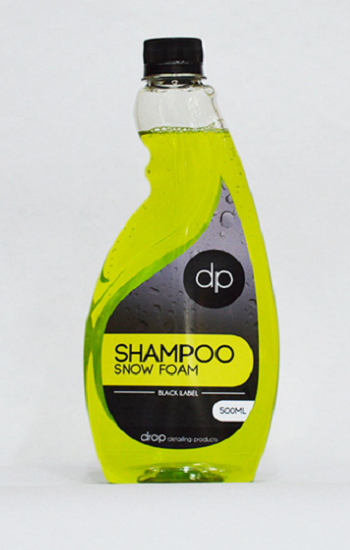 dp
SHAMPOO
SNOW FOAM
BLACK LABEL
500ML
drop detailing products